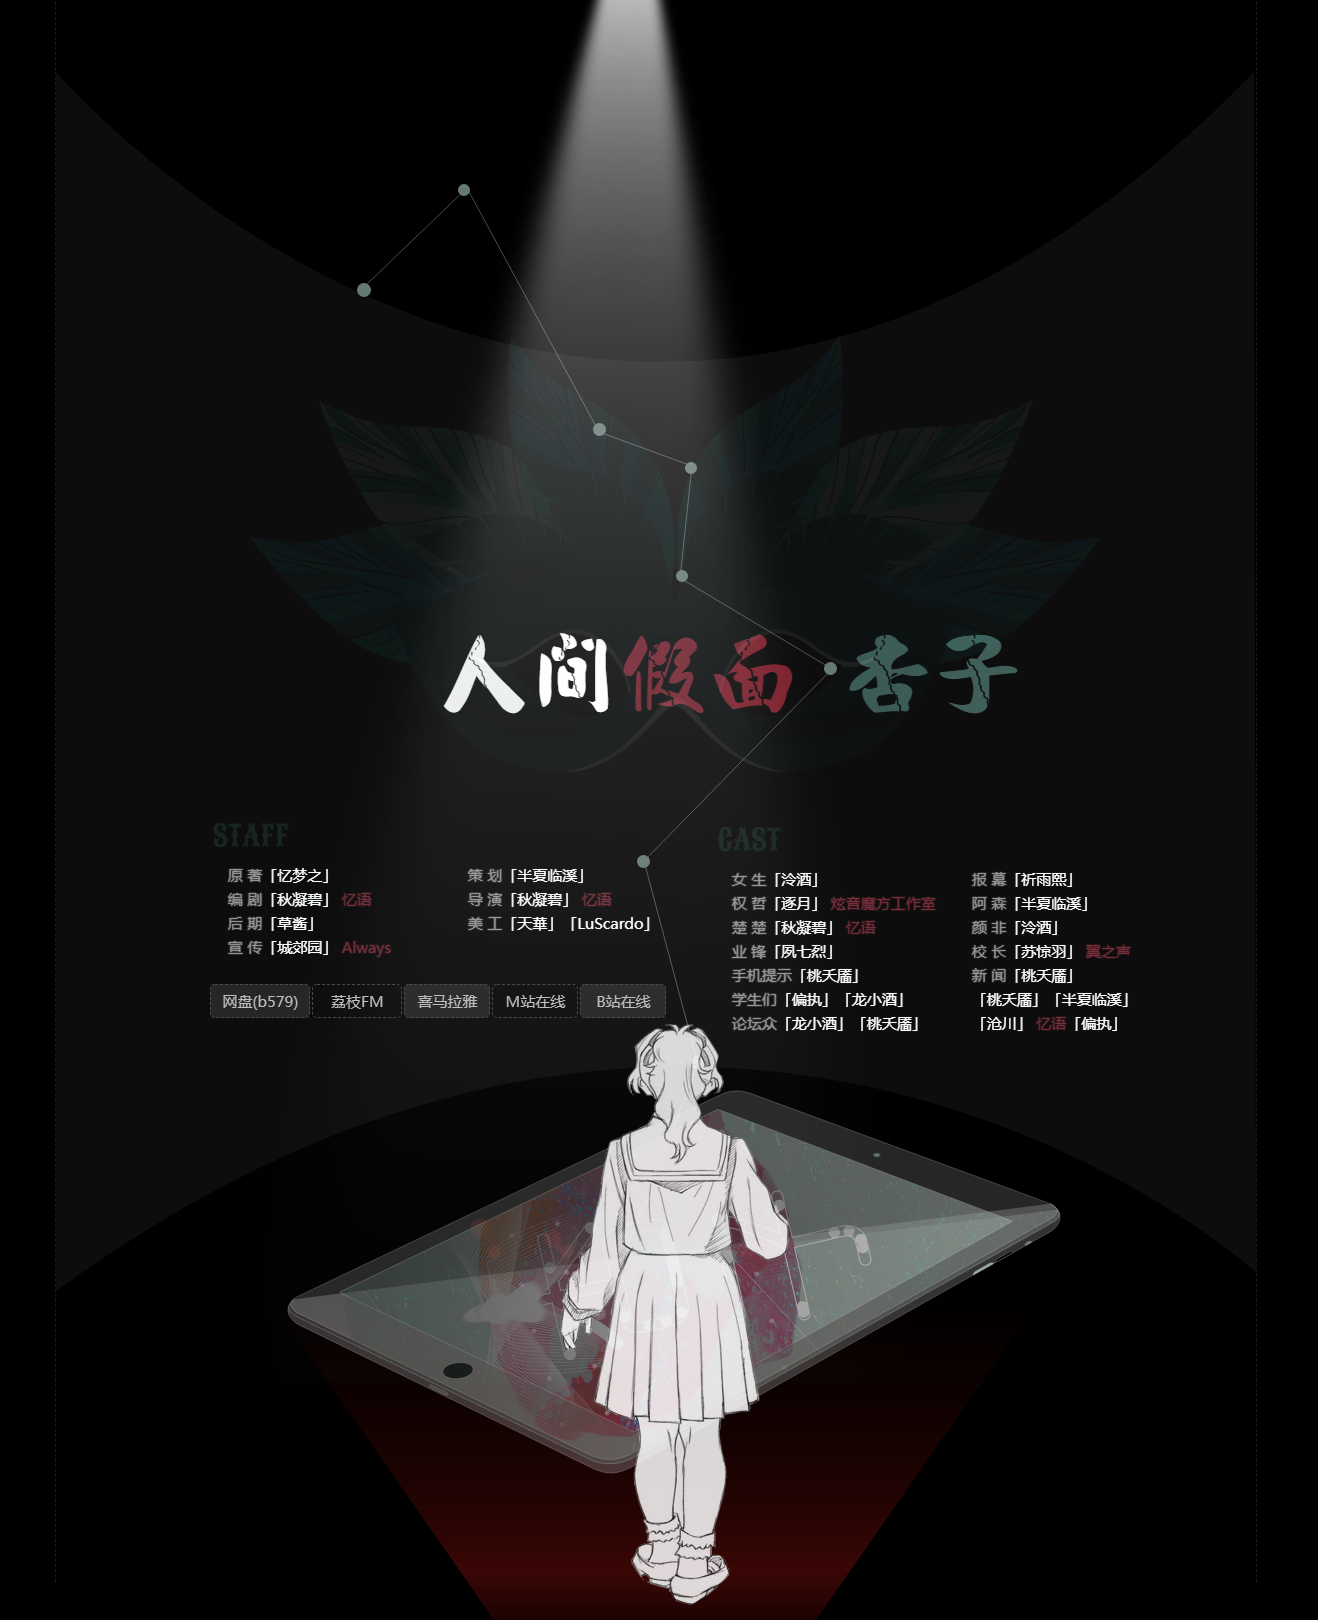 人间假面 杏子
STAFF
原 著「忆梦之」
策 划「半夏临溪」
编 剧「秋凝碧」 忆语
导 演「秋凝碧」 忆语
后 期「草酱」
美 工「天華」「LuScardo」
宣 传「城郊园」 Always
网盘(b579)
荔枝FM
喜马拉雅
M站在线
B站在线
CAST
女 生「泠酒」
报 幕「祈雨熙」
权 哲「逐月」 炫音魔方工作室
阿 森「半夏临溪」
楚 楚「秋凝碧」 忆语
颜 非「泠酒」
业 锋「夙七烈」
校 长「苏惊羽」 翼之声
手机提示「桃夭靥」
新 闻「桃夭靥」
学生们「偏执」「龙小酒」
「桃夭靥」「半夏临溪」
论坛众「龙小酒」「桃夭靥」
「沧川」 忆语「偏执」